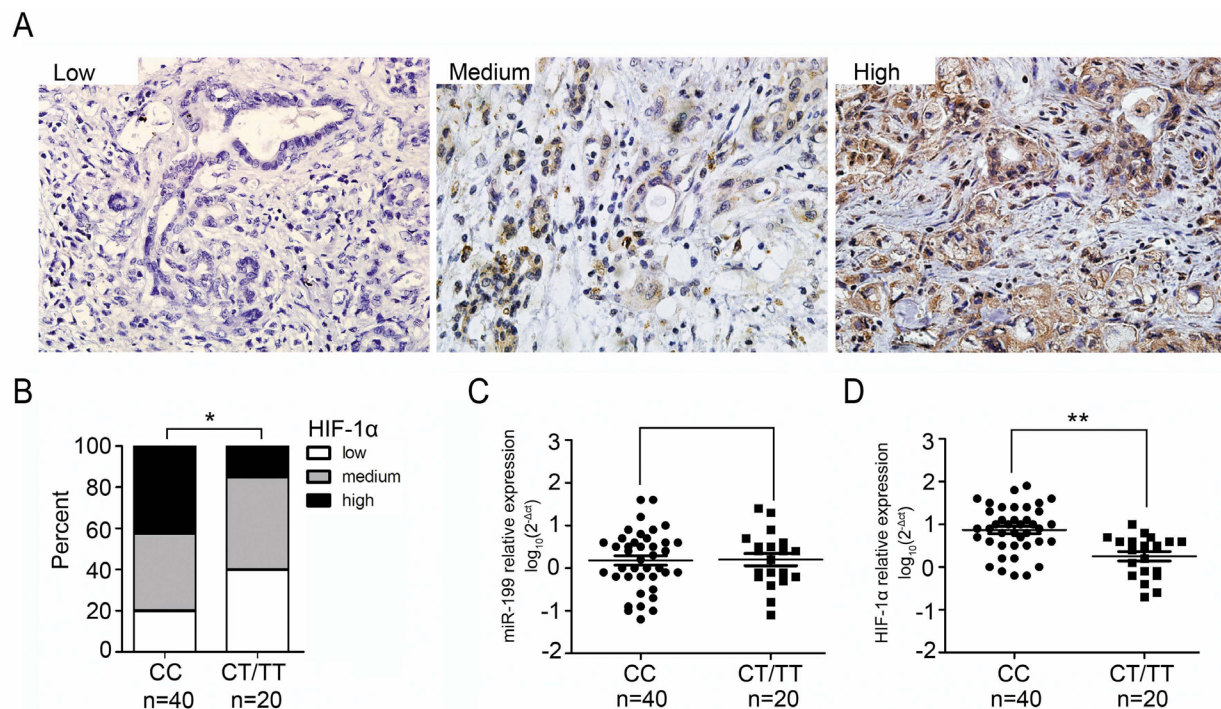 A
Low
Medium
High
B
*
HIF-1α
low
medium
high
Percent
100
80
60
40
20
0
CC
CT/TT
n=40
n=20
C
miR-199 relative expression
log₁₀(2⁻ᐞᶜᵗ)
3
2
1
0
-1
-2
CC
CT/TT
n=40
n=20
D
**
HIF-1α relative expression
log₁₀(2⁻ᐞᶜᵗ)
3
2
1
0
-1
-2
CC
CT/TT
n=40
n=20